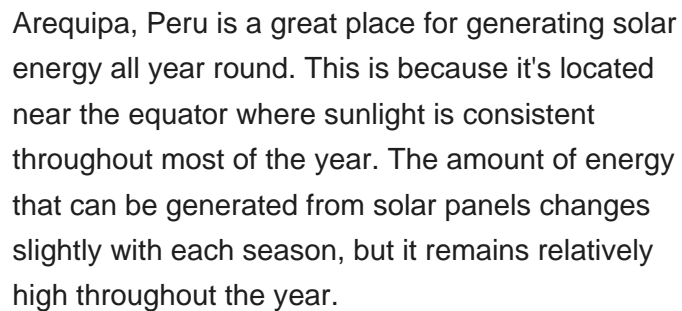 Arequipa, Peru is a great place for generating solar
energy all year round. This is because it's located
near the equator where sunlight is consistent
throughout most of the year. The amount of energy
that can be generated from solar panels changes
slightly with each season, but it remains relatively
high throughout the year.